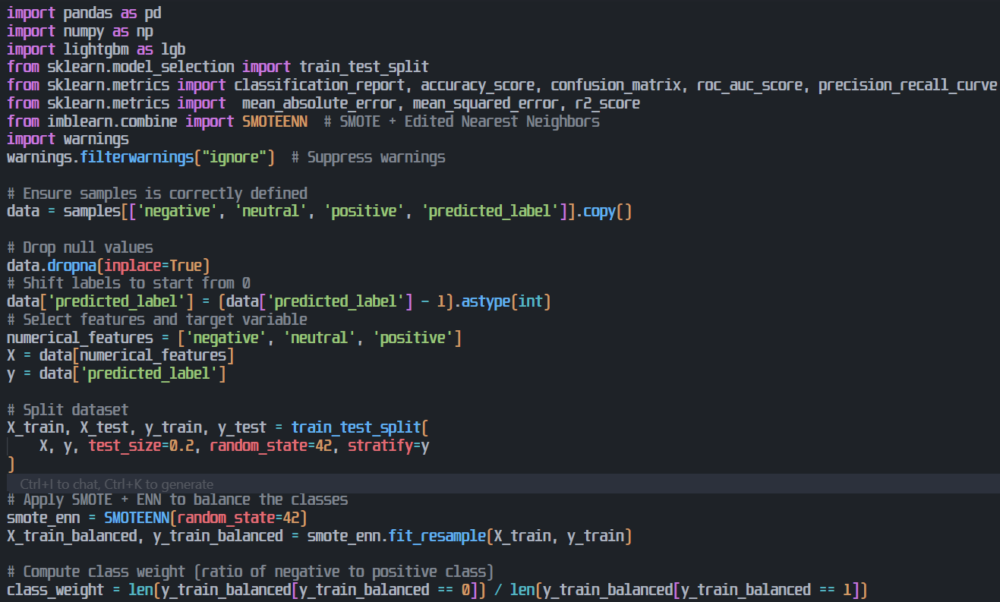 import pandas as pd
import numpy as np
import lightgbm as lgb
from sklearn.model_selection import train_test_split
from sklearn.metrics import classification_report, accuracy_score, confusion_matrix, roc_auc_score, precision_recall_curve
from sklearn.metrics import  mean_absolute_error, mean_squared_error, r2_score
from imblearn.combine import SMOTEENN  # SMOTE + Edited Nearest Neighbors
import warnings
warnings.filterwarnings("ignore")  # Suppress warnings

# Ensure samples is correctly defined
data = samples[['negative', 'neutral', 'positive', 'predicted_label']].copy()

# Drop null values
data.dropna(inplace=True)
# Shift labels to start from 0
data['predicted_label'] = (data['predicted_label'] - 1).astype(int)
# Select features and target variable
numerical_features = ['negative', 'neutral', 'positive']
X = data[numerical_features]
y = data['predicted_label']

# Split dataset
X_train, X_test, y_train, y_test = train_test_split(
    X, y, test_size=0.2, random_state=42, stratify=y
)
Ctrl+I to chat, Ctrl+K to generate
# Apply SMOTE + ENN to balance the classes
smote_enn = SMOTEENN(random_state=42)
X_train_balanced, y_train_balanced = smote_enn.fit_resample(X_train, y_train)

# Compute class weight (ratio of negative to positive class)
class_weight = len(y_train_balanced[y_train_balanced == 0]) / len(y_train_balanced[y_train_balanced == 1])